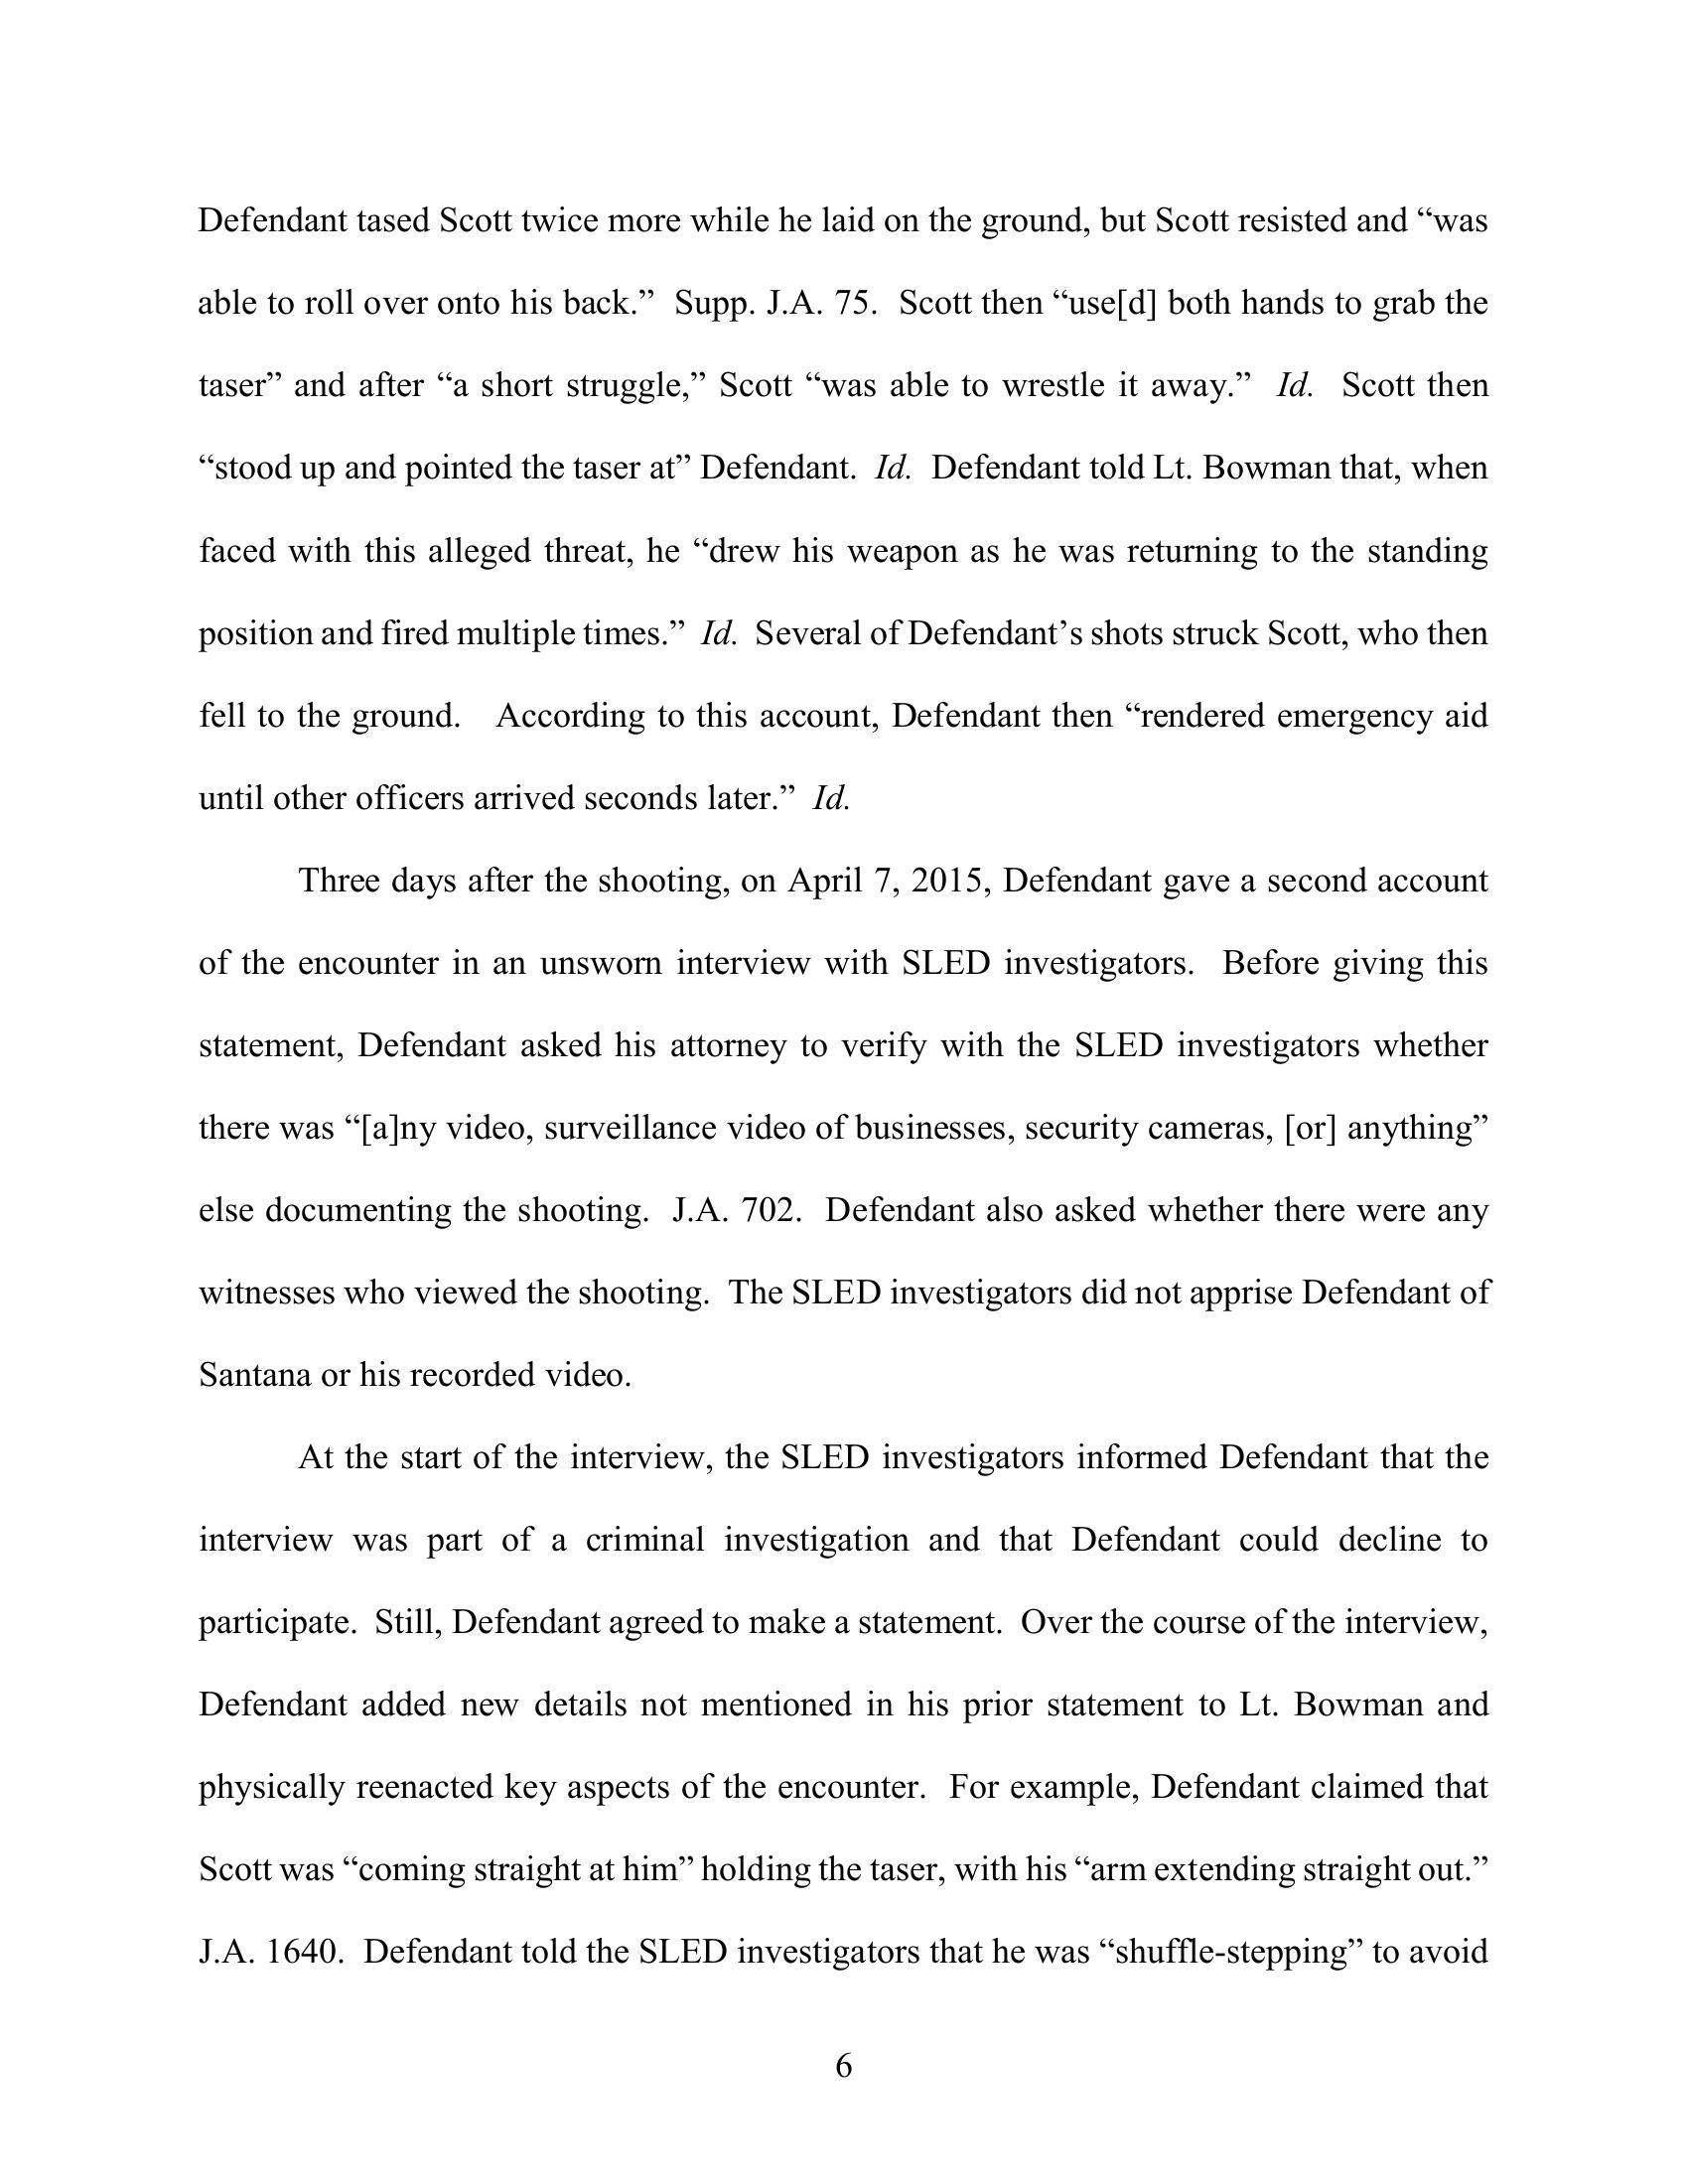 Defendant tased Scott twice more while he laid on the ground, but Scott resisted and “was
able to roll over onto his back.”  Supp. J.A. 75.  Scott then “use[d] both hands to grab the
taser” and after “a short struggle,” Scott “was able to wrestle it away.”  Id.  Scott then
“stood up and pointed the taser at” Defendant.  Id.  Defendant told Lt. Bowman that, when
faced with this alleged threat, he “drew his weapon as he was returning to the standing
position and fired multiple times.”  Id.  Several of Defendant’s shots struck Scott, who then
fell to the ground.   According to this account, Defendant then “rendered emergency aid
until other officers arrived seconds later.”  Id.
Three days after the shooting, on April 7, 2015, Defendant gave a second account
of the encounter in an unsworn interview with SLED investigators.  Before giving this
statement, Defendant asked his attorney to verify with the SLED investigators whether
there was “[a]ny video, surveillance video of businesses, security cameras, [or] anything”
else documenting the shooting.  J.A. 702.  Defendant also asked whether there were any
witnesses who viewed the shooting.  The SLED investigators did not apprise Defendant of
Santana or his recorded video.
At the start of the interview, the SLED investigators informed Defendant that the
interview was part of a criminal investigation and that Defendant could decline to
participate.  Still, Defendant agreed to make a statement.  Over the course of the interview,
Defendant added new details not mentioned in his prior statement to Lt. Bowman and
physically reenacted key aspects of the encounter.  For example, Defendant claimed that
Scott was “coming straight at him” holding the taser, with his “arm extending straight out.”
J.A. 1640.  Defendant told the SLED investigators that he was “shuffle-stepping” to avoid
6